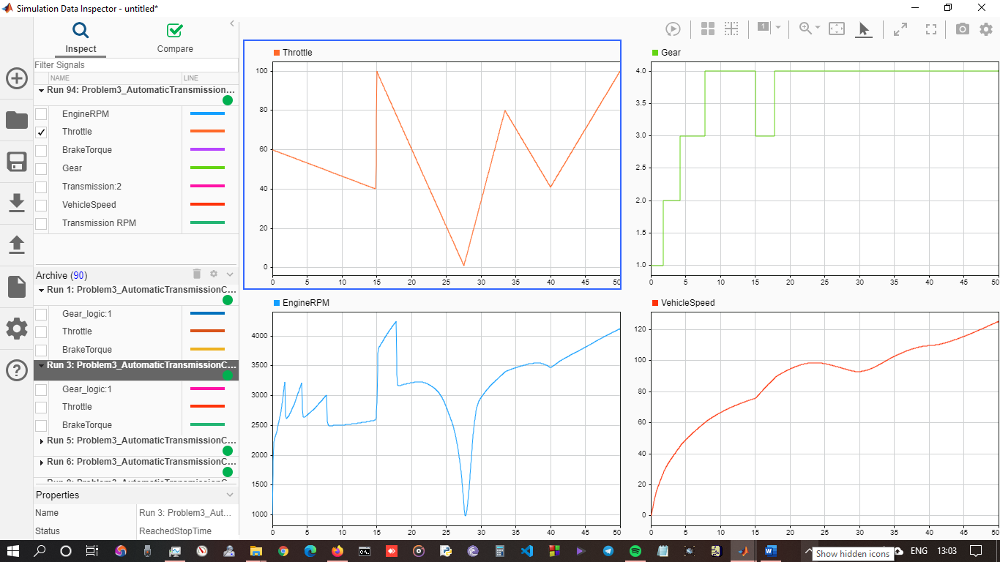 Simulation Data Inspector - untitled*
Inspect
Compare
Filter Signals
NAME LINE
Run 94: Problem3_AutomaticTransmission...
EngineRPM
Throttle
BrakeTorque
Gear
Transmission:2
VehicleSpeed
Transmission RPM
Archive (90)
Run 1: Problem3_AutomaticTransmissionC...
Gear_logic:1
Throttle
BrakeTorque
Run 3: Problem3_AutomaticTransmissionC...
Gear_logic:1
Throttle
BrakeTorque
Run 5: Problem3_AutomaticTransmissionC...
Run 6: Problem3_AutomaticTransmissionC...
Properties
Name Run 3: Problem3_Aut...
Status ReachedStopTime
1
Throttle
100
80
60
40
20
0
0 5 10 15 20 25 30 35 40 45 50
Gear
4.0
3.5
3.0
2.5
2.0
1.5
1.0
0 5 10 15 20 25 30 35 40 45 50
EngineRPM
4000
3500
3000
2500
2000
1500
1000
0 5 10 15 20 25 30 35 40 45 50
VehicleSpeed
120
100
80
60
40
20
0
0 5 10 15 20 25 30 35 40 45 50
ENG 13:03
Show hidden icons